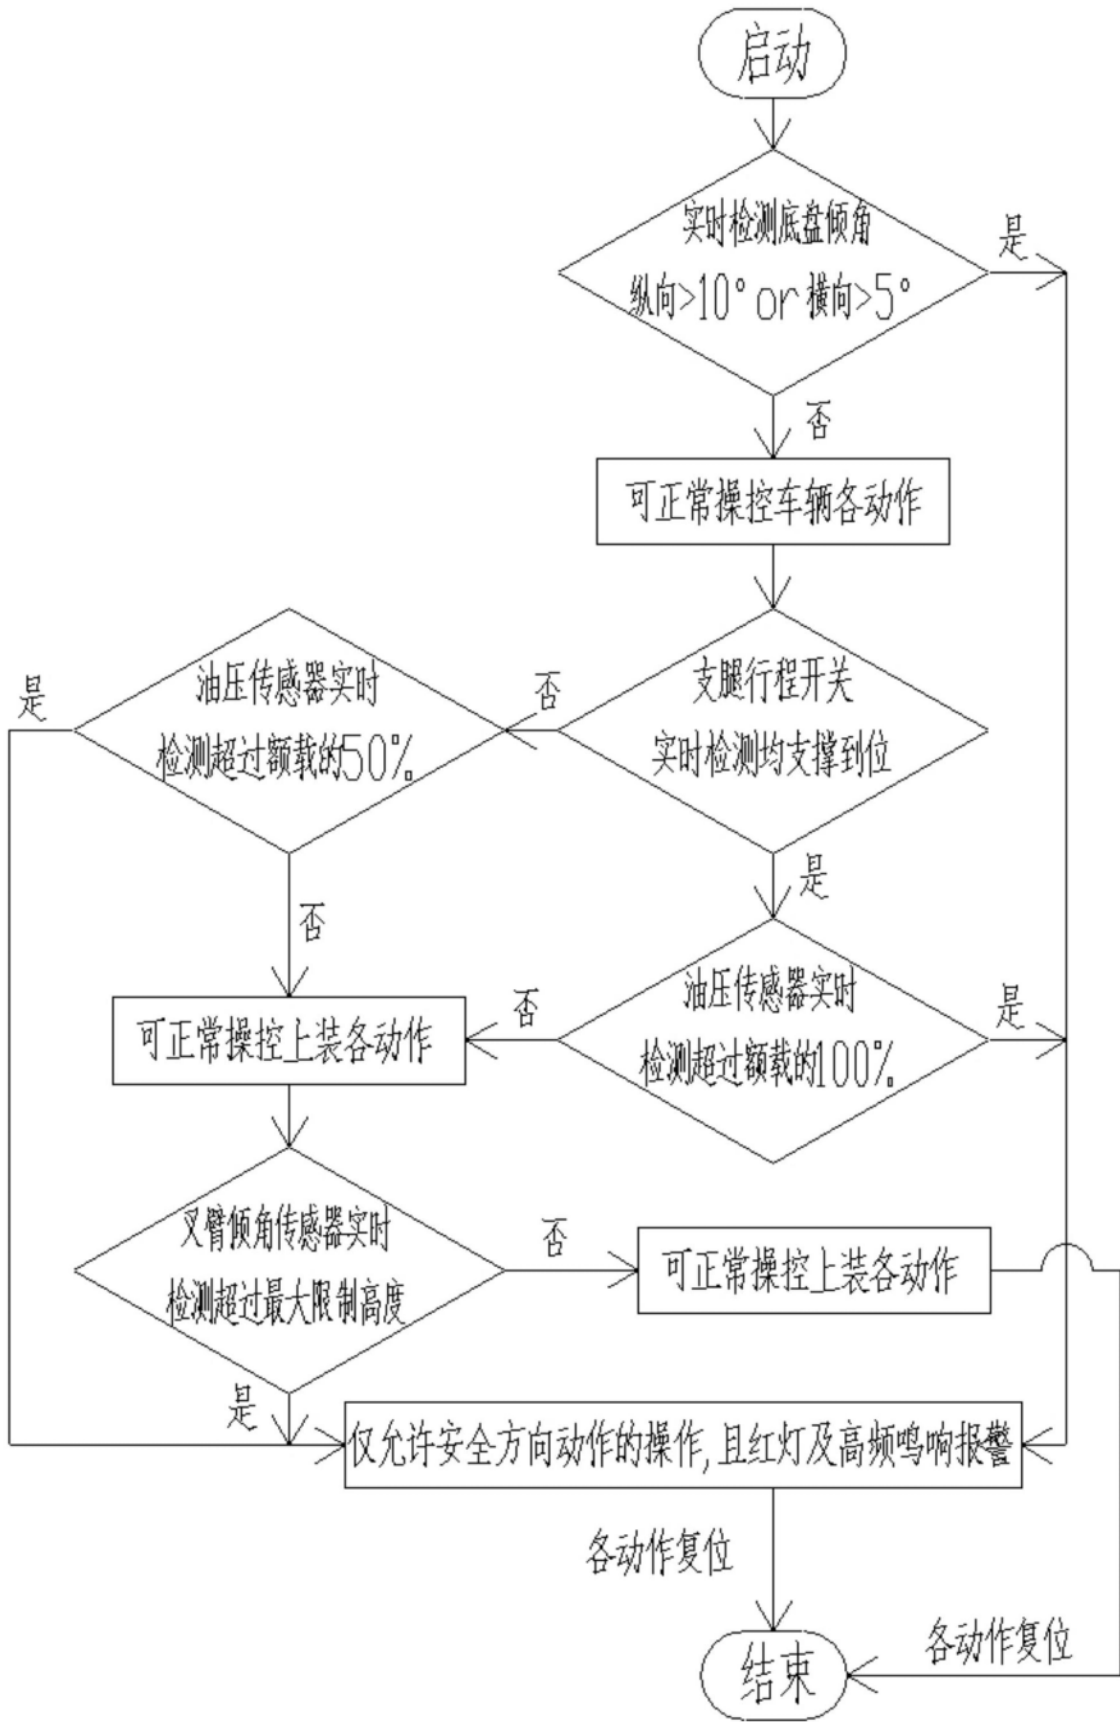 启动
实时检测底盘倾角
纵向>10°or横向>5°
是
否
可正常操控车辆各动作
支腿行程开关
实时检测均支撑到位
否
油压传感器实时
检测超过额载的50%
是
是
否
油压传感器实时
检测超过额载的100%
是
否
可正常操控上装各动作
叉臂倾角传感器实时
检测超过最大限制高度
否
可正常操控上装各动作
是
仅允许安全方向动作的操作,且红灯及高频鸣响报警
各动作复位
各动作复位
结束